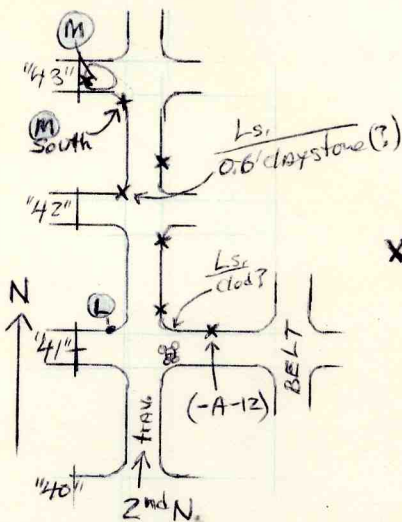 M
"43"
M
South
Ls.
0.6' claystone (?)
"42"
X
Ls.
clod?
N
L
"41"
(-A-12)
BELT
trav.
"40"
2nd N.